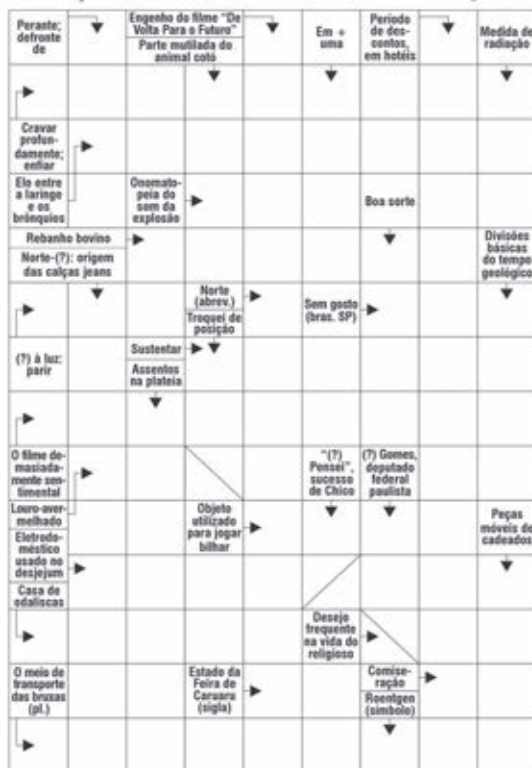 Perante;
defronte
de
Engenho do filme "De
Volta Para o Futuro"
Parte mutilada do
animal cotó
Em +
uma
Período
de des-
contos,
em hotéis
Medida de
radiação
Cravar
profun-
damente;
enfiar
Elo entre
a laringe
e os
brônquios
Onomato-
peia do
som da
explosão
Boa sorte
Rebanho bovino
Norte-(?): origem
das calças jeans
Divisões
básicas
do tempo
geológico
Norte
(abrev.)
Troquei de
posição
Sem gosto
(bras. SP)
(?) à luz:
parir
Sustentar
Assentos
na plateia
O filme de-
masiada-
mente sen-
timental
"(?)
Pensei",
sucesso
de Chico
(?) Gomes,
deputado
federal
paulista
Louro-aver-
melhado
Objeto
utilizado
para jogar
bilhar
Peças
móveis de
cadeados
Eletrodo-
méstico
usado no
desjejum
Casa de
odaliscas
Desejo
frequente
na vida do
religioso
O meio de
transporte
das bruxas
(pl.)
Estado da
Feira de
Caruaru
(sigla)
Comise-
ração
Roentgen
(símbolo)